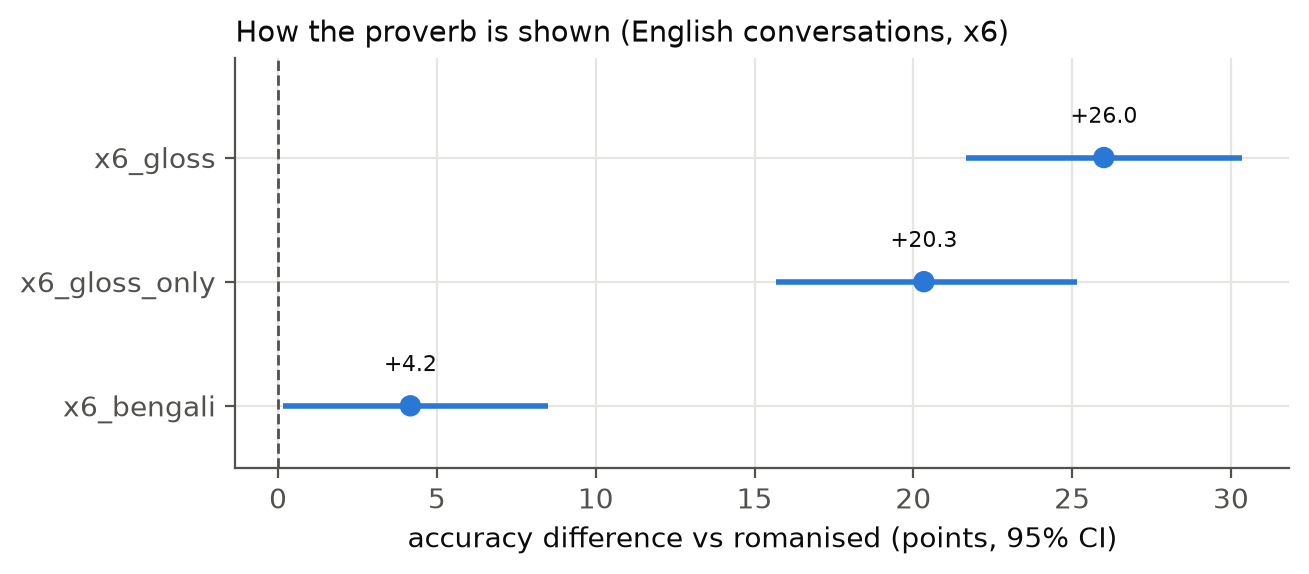 How the proverb is shown (English conversations, x6)
+26.0
x6_gloss
+20.3
x6_gloss_only
+4.2
x6_bengali
0 5 10 15 20 25 30
accuracy difference vs romanised (points, 95% CI)